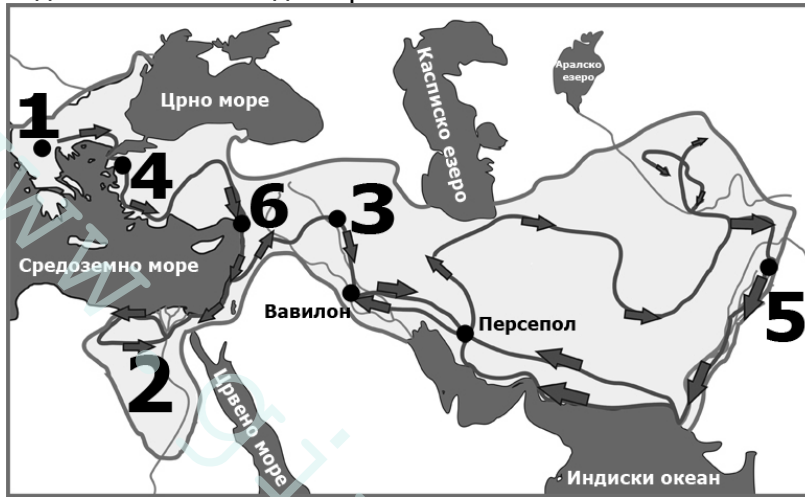 Црно море
Касписко езеро
Аралско
езеро
1
4
6
3
Средоземно море
Вавилон
Персепол
5
2
Црвено море
Индиски океан